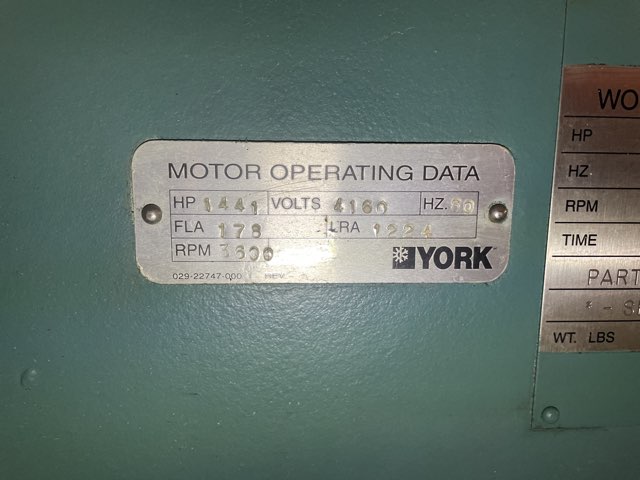 MOTOR OPERATING DATA
HP 1441 VOLTS 4160 HZ. 60
FLA 178 LRA 1224
RPM 3600
YORK
029-22747-000 REV
WO
HP
HZ
RPM
TIME
PART
WT. LBS